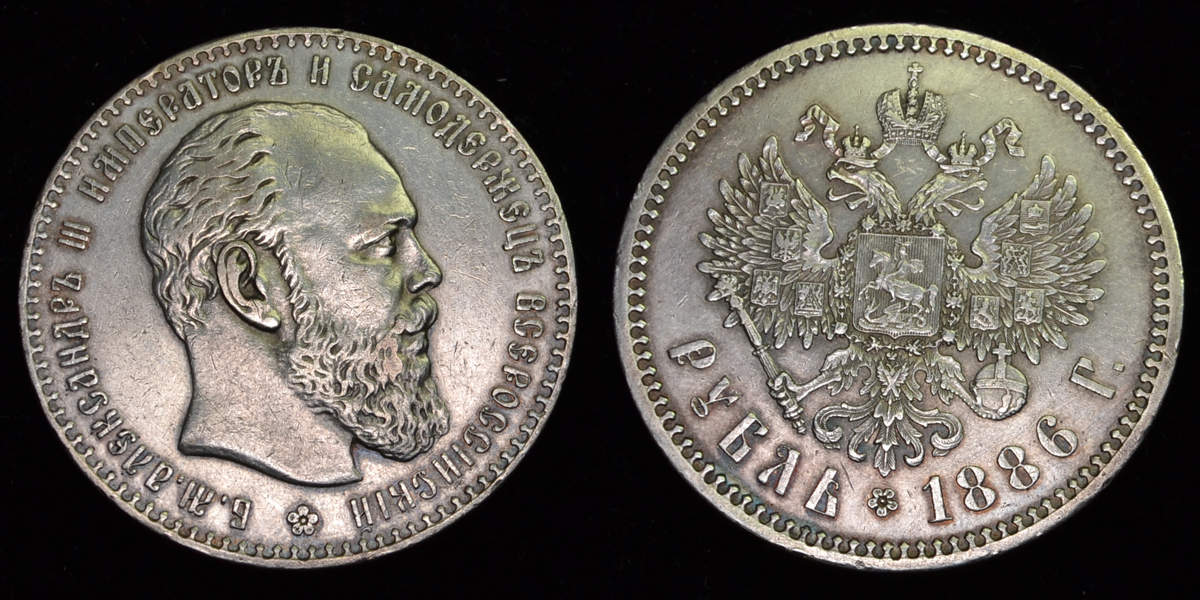 Б.М.АЛЕКСАНДРЪ III ИМПЕРАТОРЪ И САМОДЕРЖЕЦЪ ВСЕРОССІЙСКІЙ
РУБЛЬ 1886 Г.